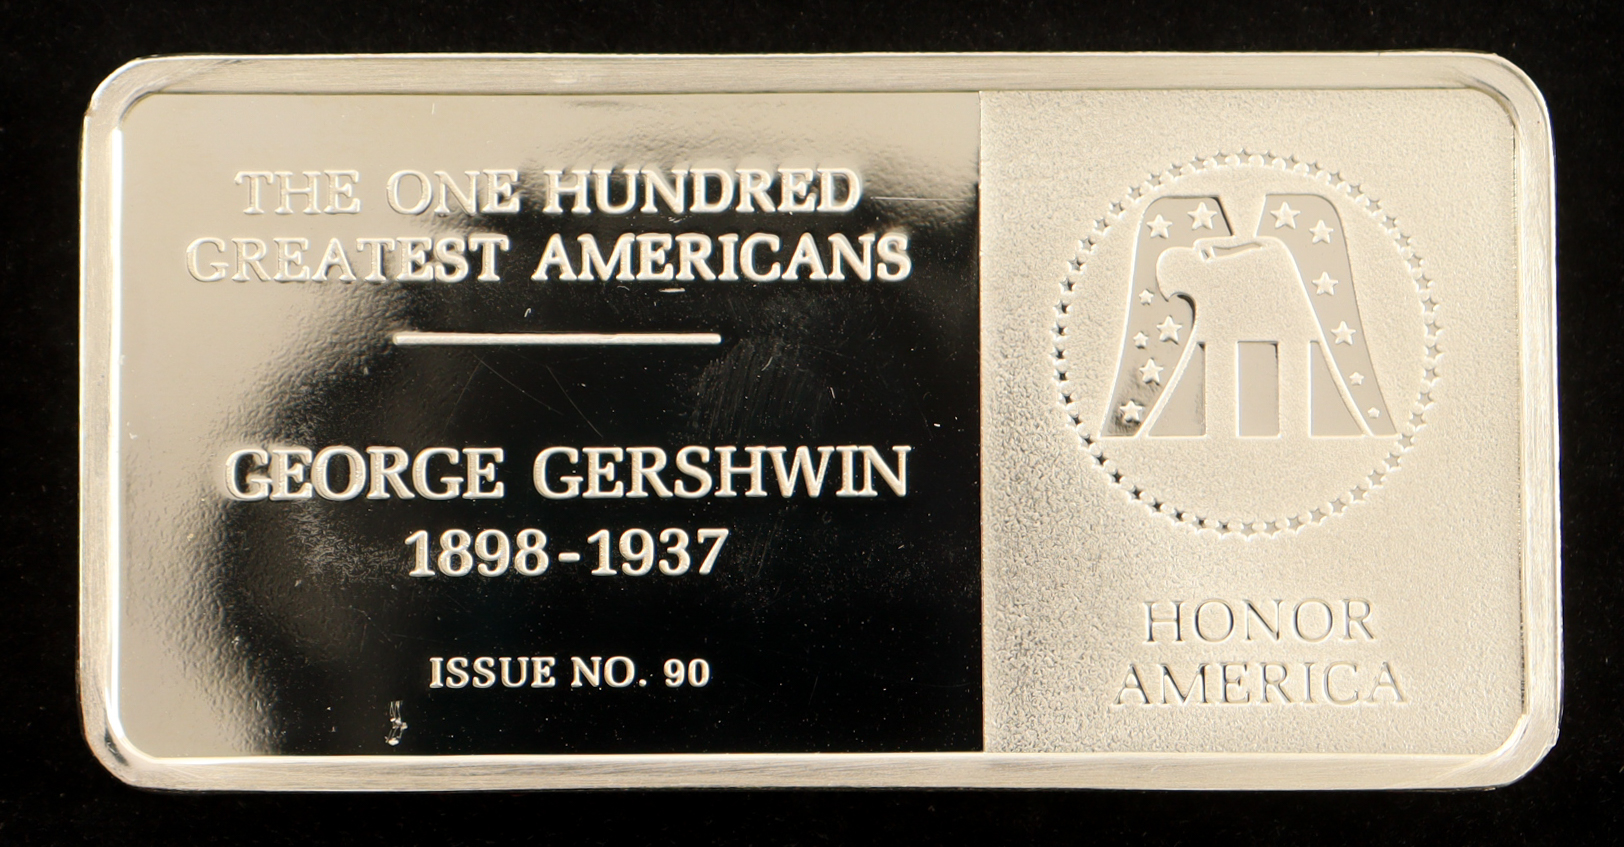 THE ONE HUNDRED
GREATEST AMERICANS
GEORGE GERSHWIN
1898-1937
ISSUE NO. 90
HONOR
AMERICA